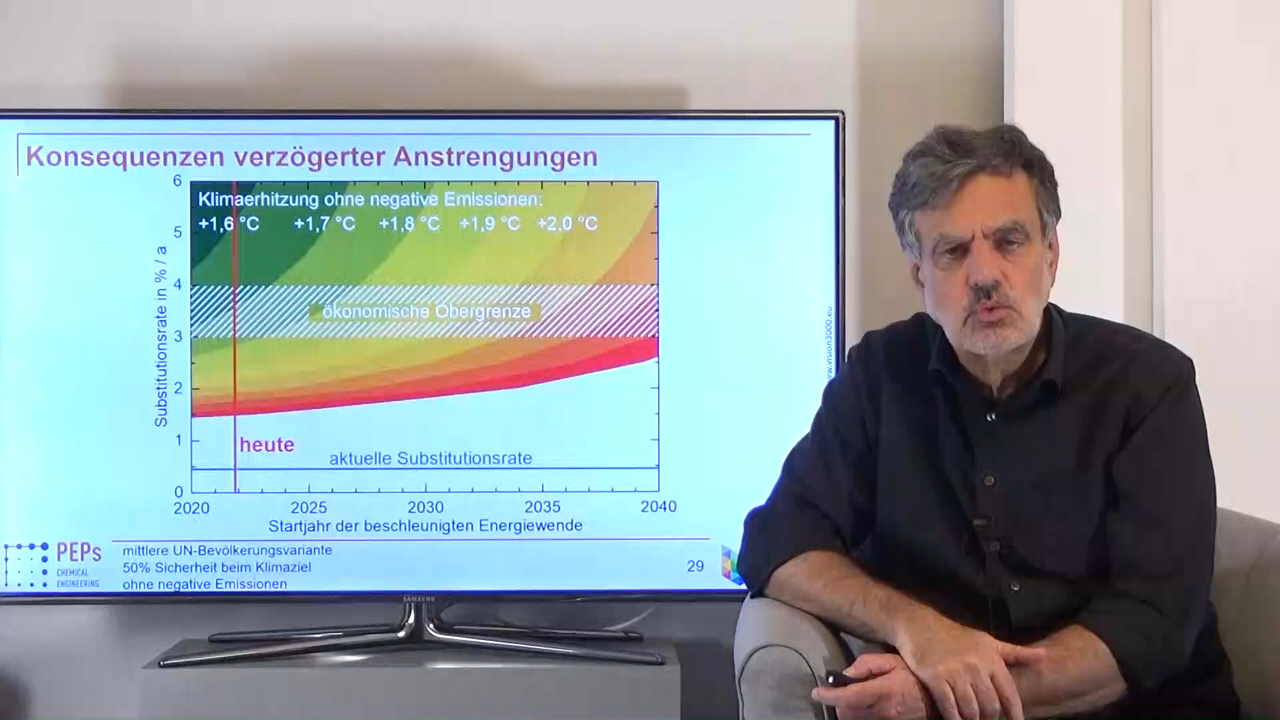 Konsequenzen verzögerter Anstrengungen
6
Klimaerhitzung ohne negative Emissionen:
+1,6 °C +1,7 °C +1,8 °C +1,9 °C +2,0 °C
5
4
ökonomische Obergrenze
3
2
1
0
Substitutionsrate in % / a
heute
aktuelle Substitutionsrate
2020 2025 2030 2035 2040
Startjahr der beschleunigten Energiewende
PEPs
CHEMICAL
ENGINEERING
mittlere UN-Bevölkerungsvariante
50% Sicherheit beim Klimaziel
ohne negative Emissionen
29
.vision3000.eu
SAMSUNG